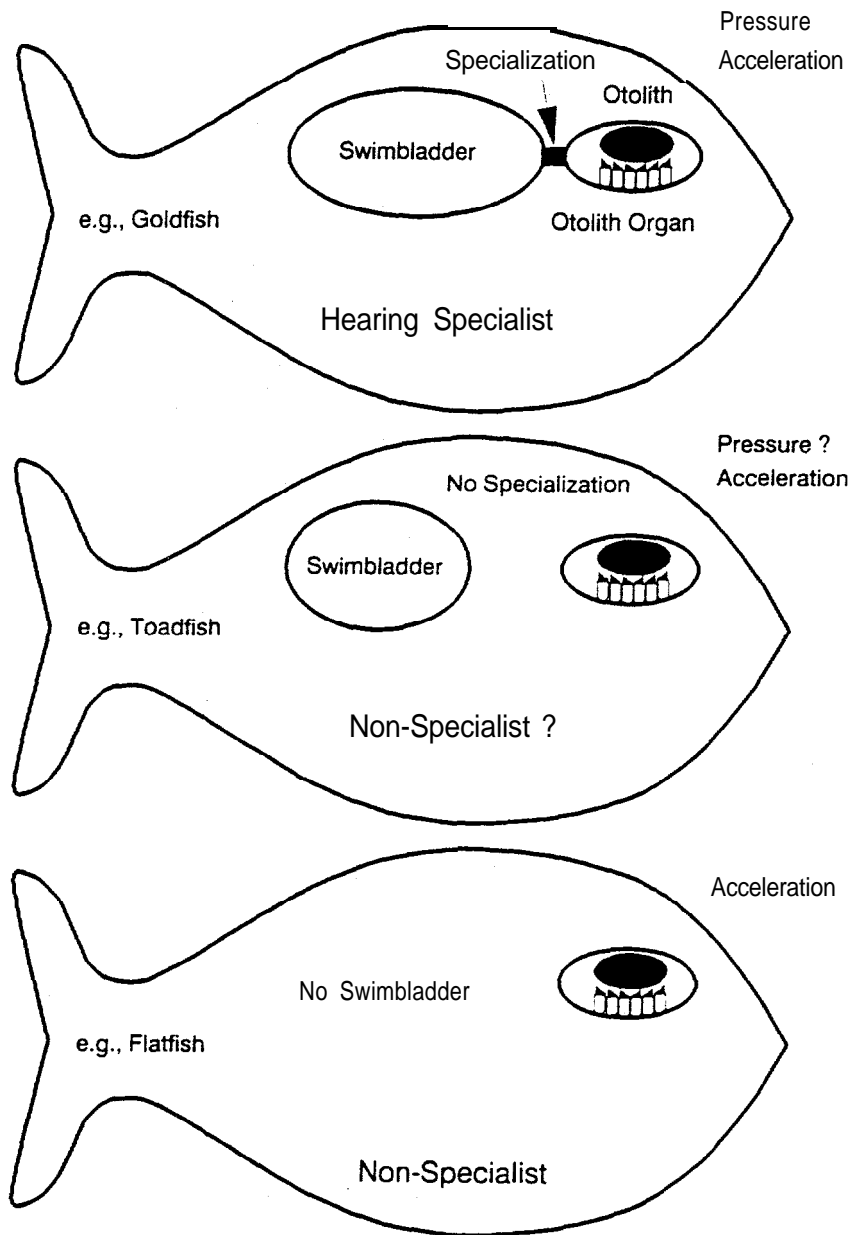 Pressure
Acceleration
Specialization
Otolith
Swimbladder
e.g., Goldfish
Otolith Organ
Hearing Specialist
Pressure ?
Acceleration
No Specialization
Swimbladder
e.g., Toadfish
Non-Specialist ?
Acceleration
No Swimbladder
e.g., Flatfish
Non-Specialist